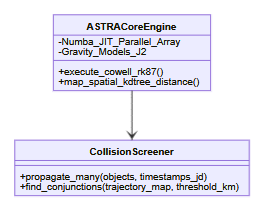 ASTRACoreEngine
-Numba_JIT_Parallel_Array
-Gravity_Models_J2
+execute_cowell_rk87()
+map_spatial_kdtree_distance()
CollisionScreener
+propagate_many(objects, timestamps_jd)
+find_conjunctions(trajectory_map, threshold_km)